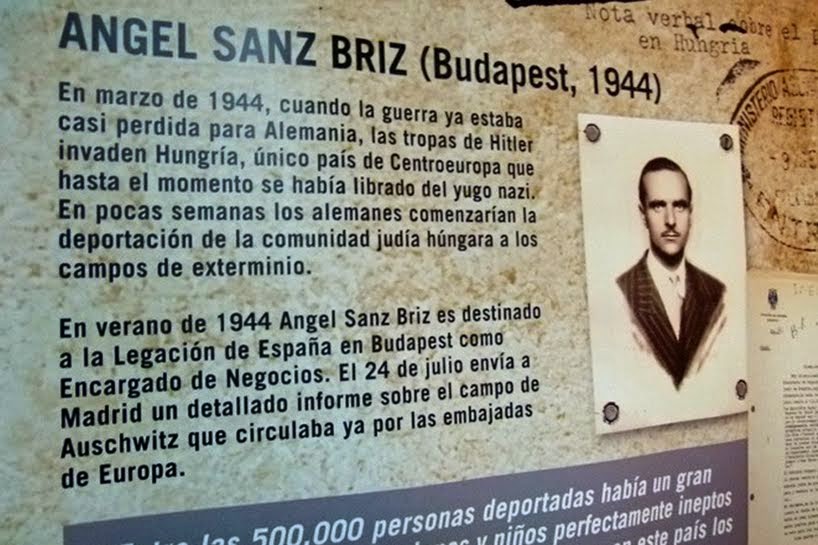 ANGEL SANZ BRIZ (Budapest, 1944)
En marzo de 1944, cuando la guerra ya estaba
casi perdida para Alemania, las tropas de Hitler
invaden Hungría, único país de Centroeuropa que
hasta el momento se había librado del yugo nazi.
En pocas semanas los alemanes comenzarían la
deportación de la comunidad judía húngara a los
campos de exterminio.
En verano de 1944 Angel Sanz Briz es destinado
a la Legación de España en Budapest como
Encargado de Negocios. El 24 de julio envía a
Madrid un detallado informe sobre el campo de
Auschwitz que circulaba ya por las embajadas
de Europa.
las 500.000 personas deportadas había un gran
y niños perfectamente ineptos
en este país los
Nota verbal sobre el
en Hungría
MINISTERIO